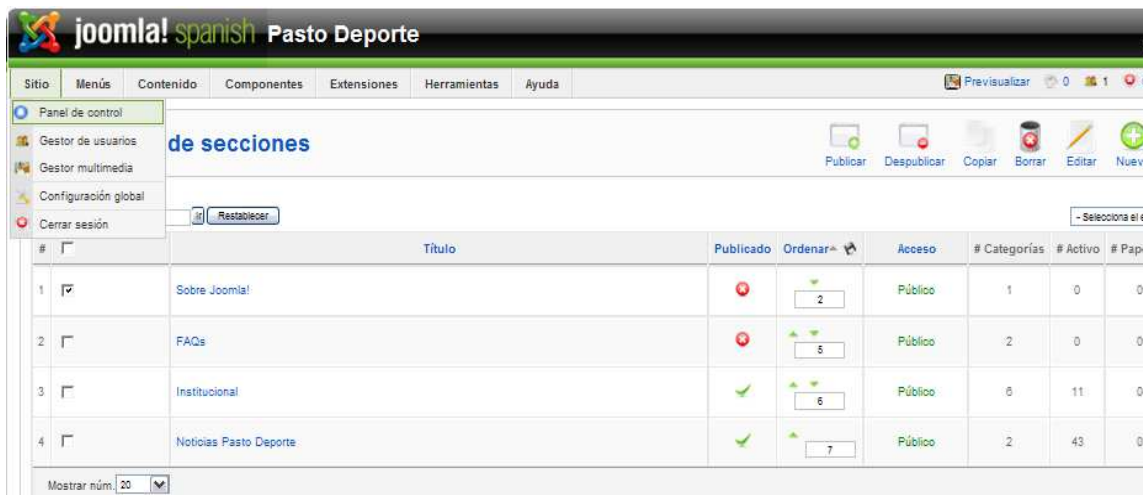 joomla! spanish Pasto Deporte
Sitio Menús Contenido Componentes Extensiones Herramientas Ayuda Previsualizar 0 1
Panel de control
Gestor de usuarios
Gestor multimedia
Configuración global
Cerrar sesión
de secciones
Publicar Despublicar Copiar Borrar Editar
Ir Restablecer - Selecciona el
# Título Publicado Ordenar Acceso # Categorías # Activo
1 Sobre Joomla! 2 Público 1 0 0
2 FAQs 5 Público 2 0 0
3 Institucional 6 Público 6 11 0
4 Noticias Pasto Deporte 7 Público 2 43 0
Mostrar núm. 20